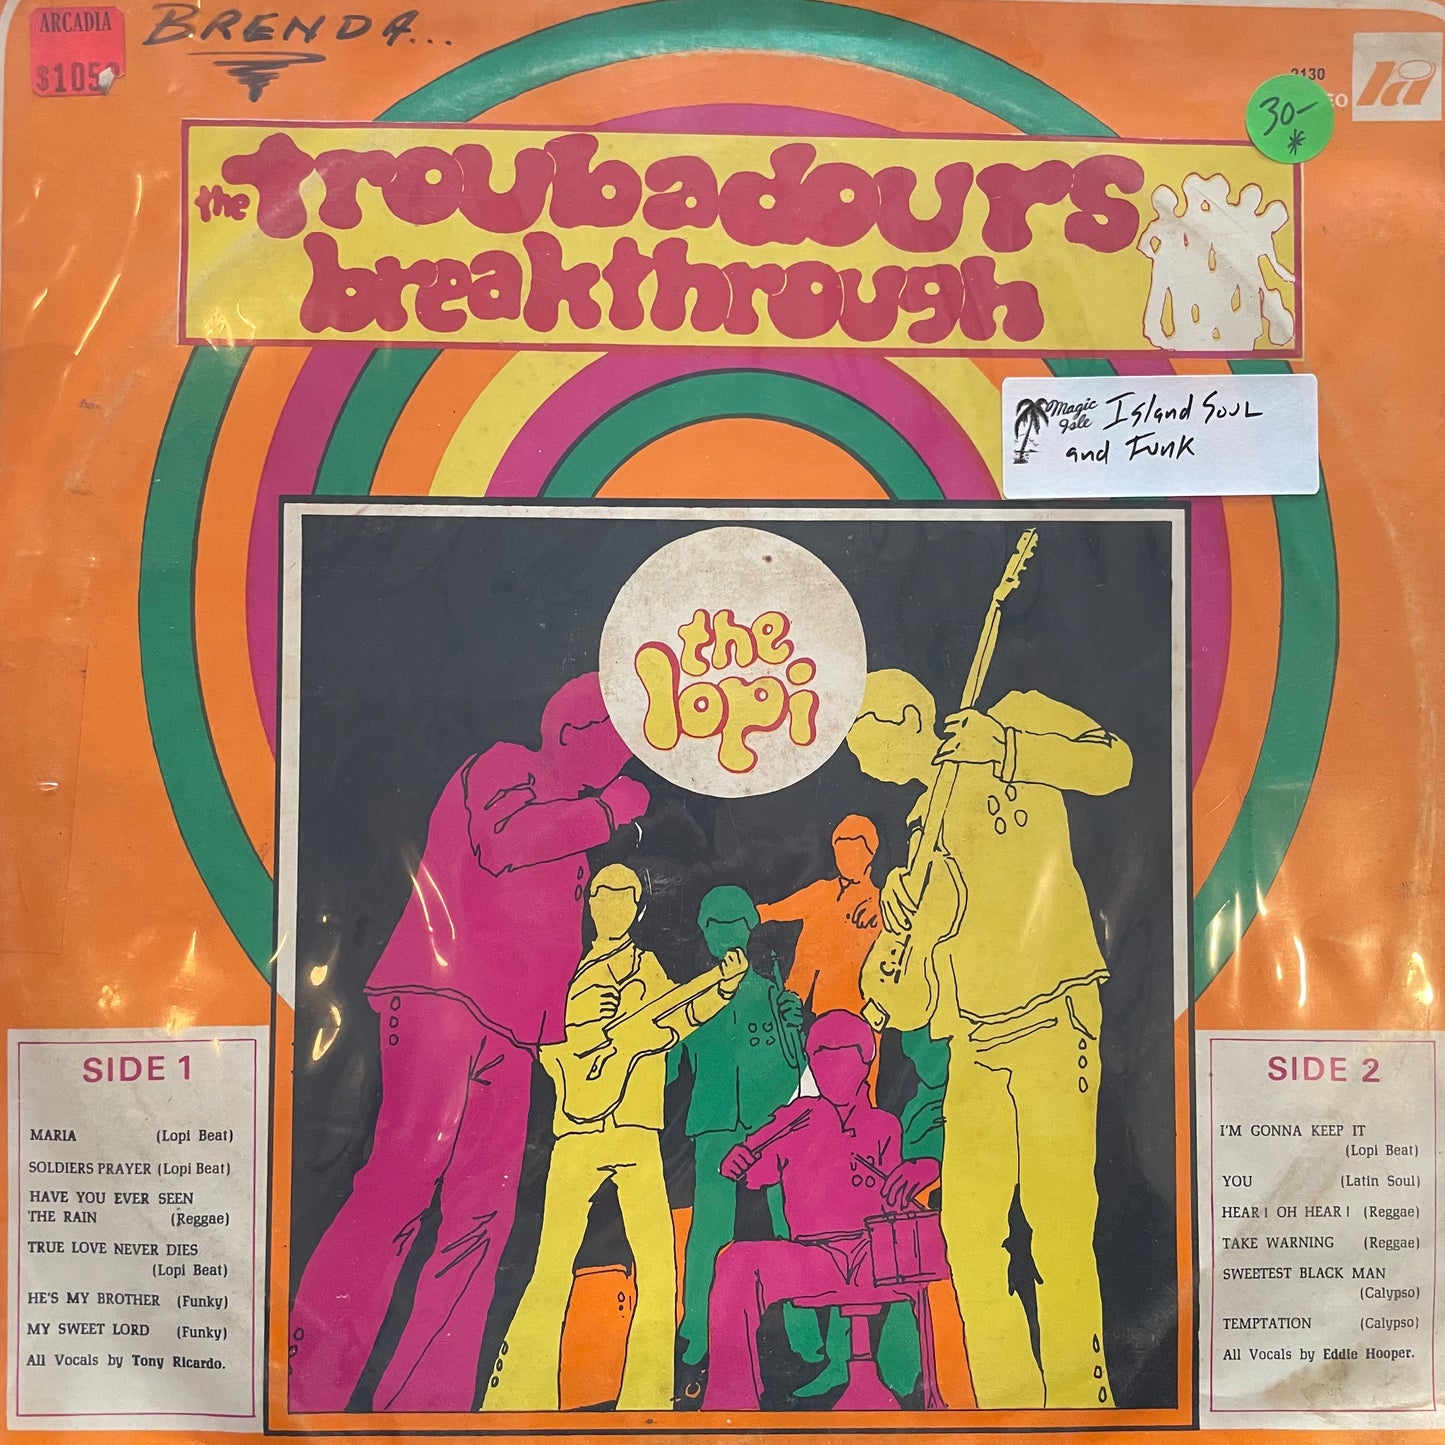 ARCADIA
$105
BRENDA...
2130
EO
30-
*
the troubadours
breakthrough
Magic
Isle
Island Soul
and Funk
the
lopi
T.S
SIDE 1
MARIA (Lopi Beat)
SOLDIERS PRAYER (Lopi Beat)
HAVE YOU EVER SEEN
THE RAIN (Reggae)
TRUE LOVE NEVER DIES
(Lopi Beat)
HE'S MY BROTHER (Funky)
MY SWEET LORD (Funky)
All Vocals by Tony Ricardo.
SIDE 2
I'M GONNA KEEP IT
(Lopi Beat)
YOU (Latin Soul)
HEAR! OH HEAR! (Reggae)
TAKE WARNING (Reggae)
SWEETEST BLACK MAN
(Calypso)
TEMPTATION (Calypso)
All Vocals by Eddie Hooper.